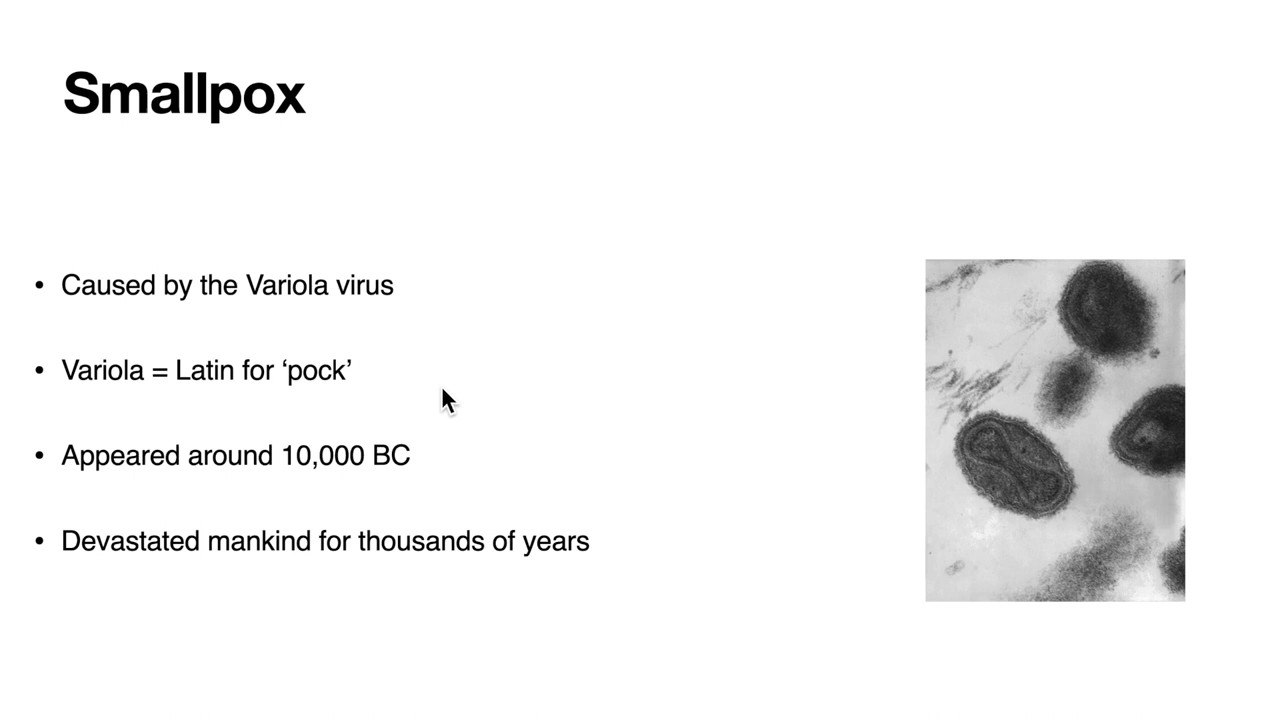 Smallpox
• Caused by the Variola virus
• Variola = Latin for ‘pock’
• Appeared around 10,000 BC
• Devastated mankind for thousands of years